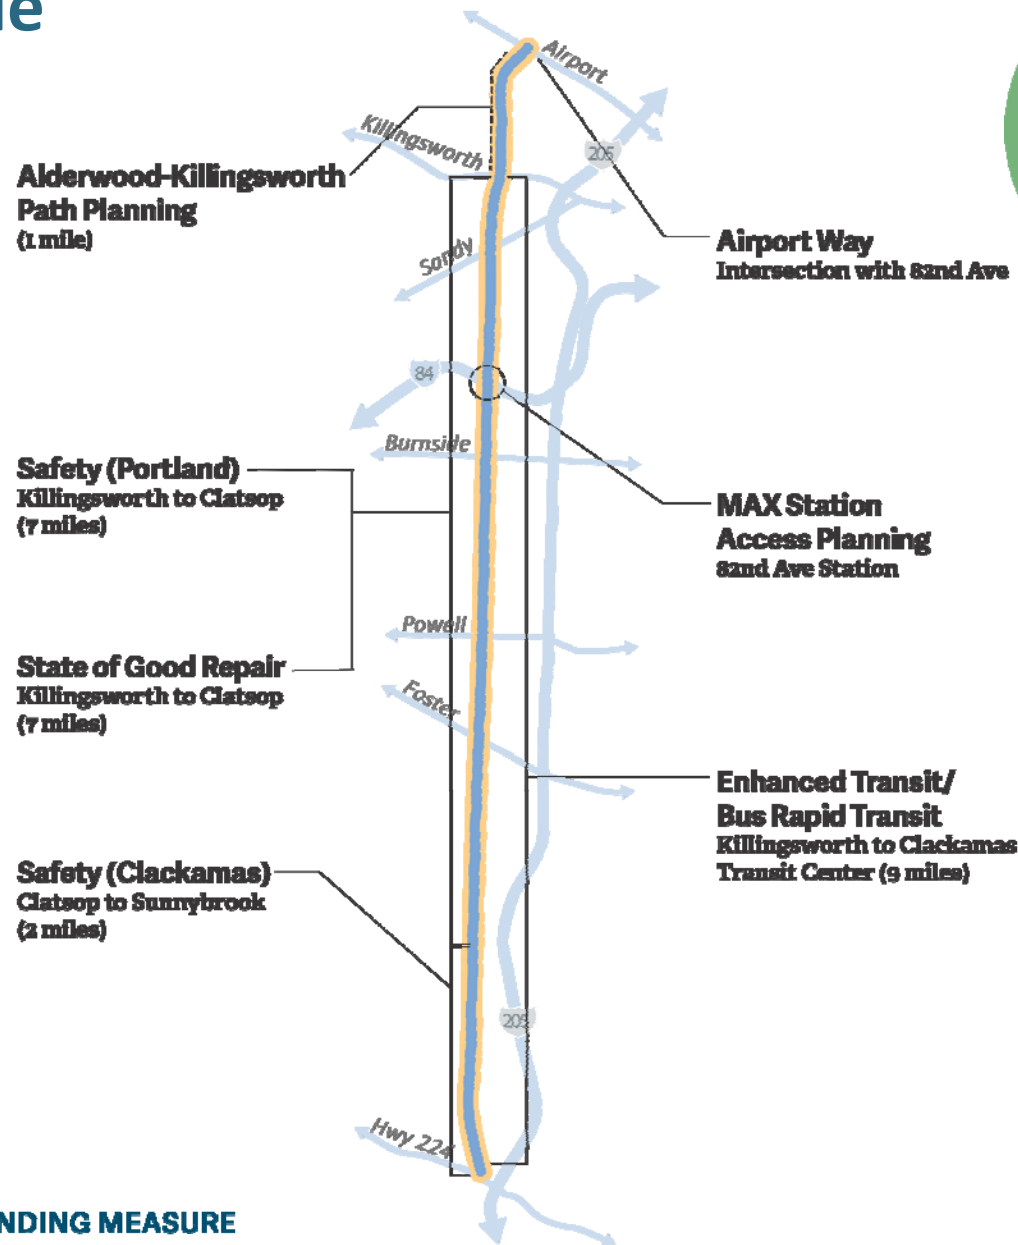 Airport
Killingsworth
205
Alderwood-Killingsworth
Path Planning
(1 mile)
Airport Way
Intersection with 82nd Ave
Sandy
84
Burnside
Safety (Portland)
Killingsworth to Clatsop
(7 miles)
MAX Station
Access Planning
82nd Ave Station
Powell
State of Good Repair
Killingsworth to Clatsop
(7 miles)
Foster
Enhanced Transit/
Bus Rapid Transit
Killingsworth to Clackamas
Transit Center (9 miles)
Safety (Clackamas)
Clatsop to Sunnybrook
(2 miles)
205
Hwy 224
NDING MEASURE